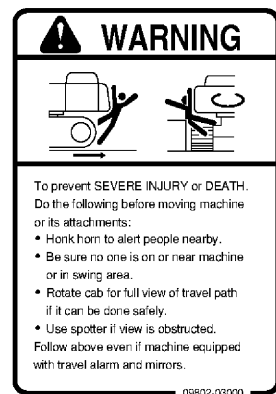 WARNING
To prevent SEVERE INJURY or DEATH.
Do the following before moving machine
or its attachments:
• Honk horn to alert people nearby.
• Be sure no one is on or near machine
or in swing area.
• Rotate cab for full view of travel path
if it can be done safely.
• Use spotter if view is obstructed.
Follow above even if machine equipped
with travel alarm and mirrors.
09802-03000